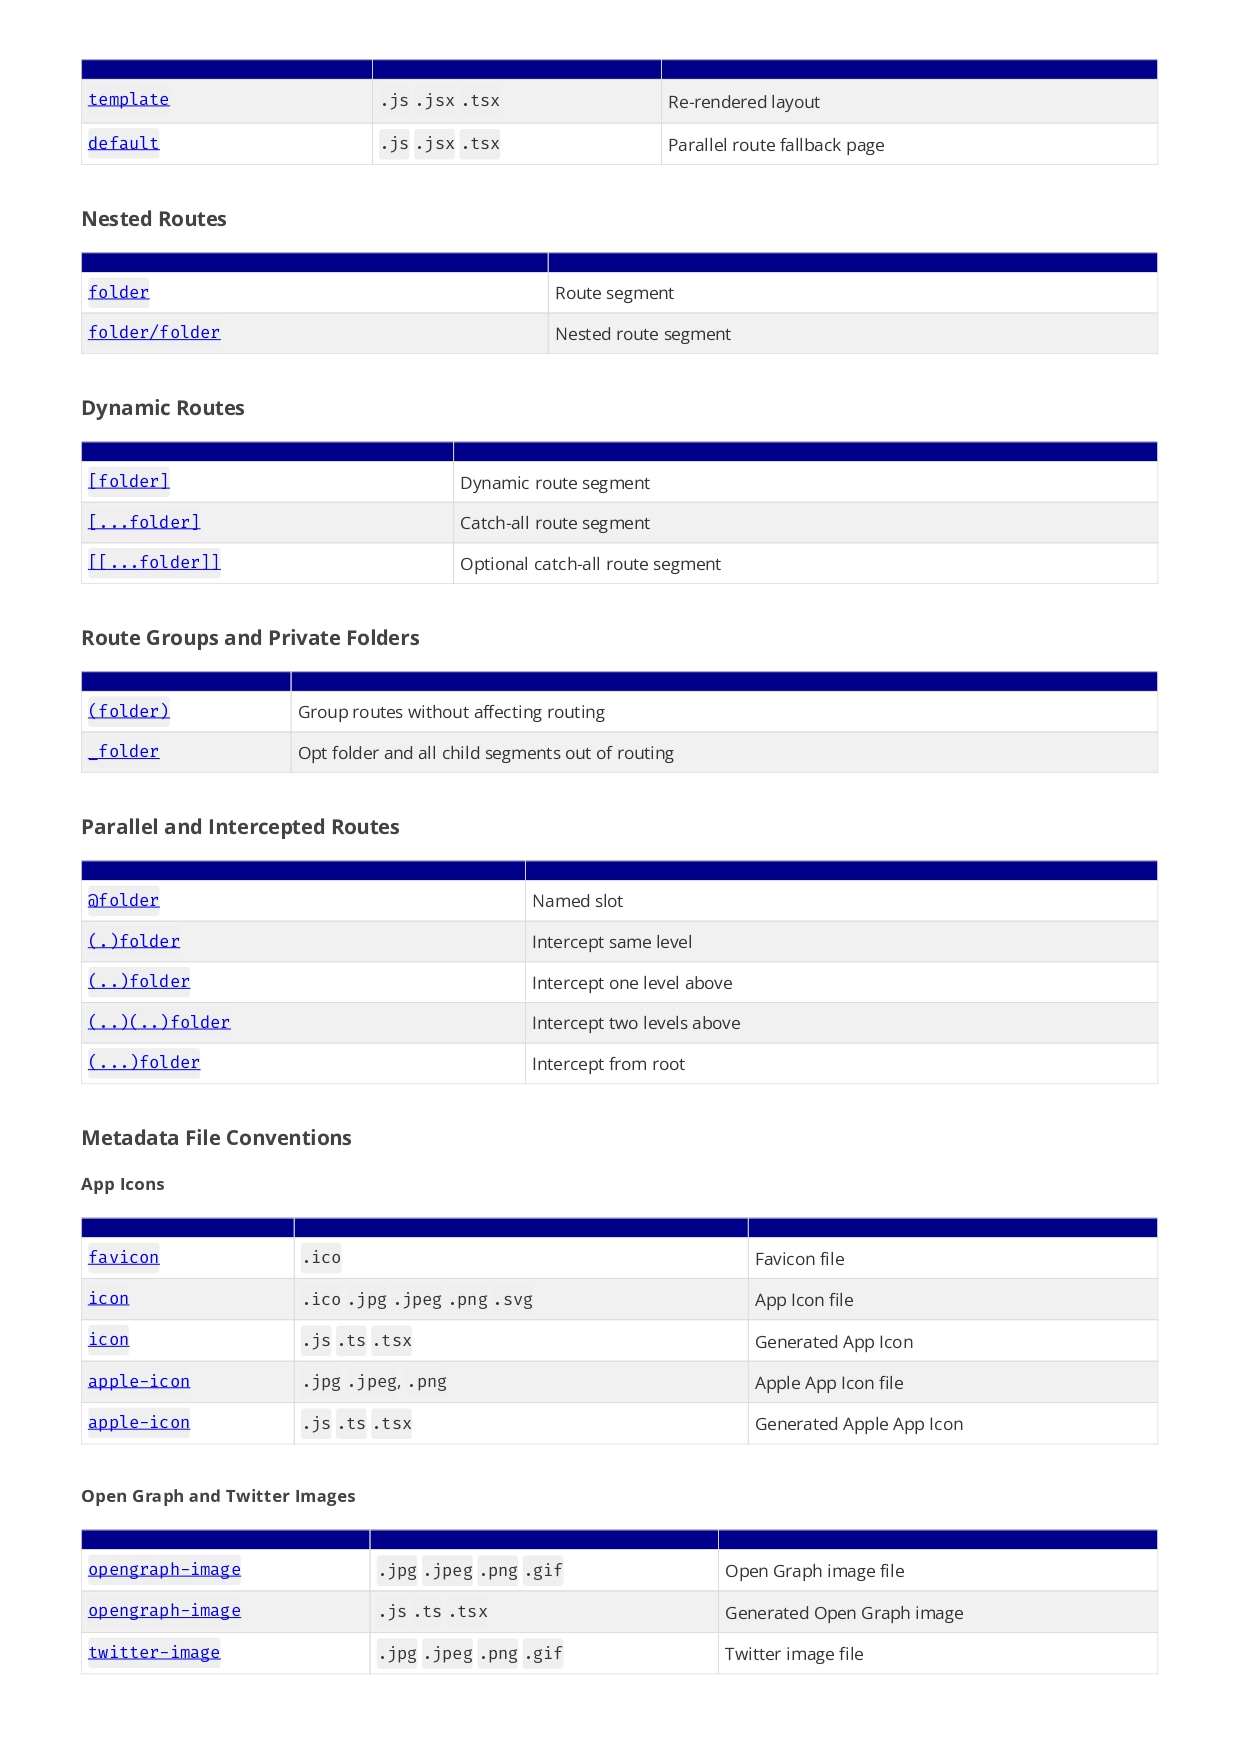 template .js .jsx .tsx Re-rendered layout
default .js .jsx .tsx Parallel route fallback page
Nested Routes
folder Route segment
folder/folder Nested route segment
Dynamic Routes
[folder] Dynamic route segment
[...folder] Catch-all route segment
[[...folder]] Optional catch-all route segment
Route Groups and Private Folders
(folder) Group routes without affecting routing
_folder Opt folder and all child segments out of routing
Parallel and Intercepted Routes
@folder Named slot
(.)folder Intercept same level
(..)folder Intercept one level above
(..)(..)folder Intercept two levels above
(...)folder Intercept from root
Metadata File Conventions
App Icons
favicon .ico Favicon file
icon .ico .jpg .jpeg .png .svg App Icon file
icon .js .ts .tsx Generated App Icon
apple-icon .jpg .jpeg, .png Apple App Icon file
apple-icon .js .ts .tsx Generated Apple App Icon
Open Graph and Twitter Images
opengraph-image .jpg .jpeg .png .gif Open Graph image file
opengraph-image .js .ts .tsx Generated Open Graph image
twitter-image .jpg .jpeg .png .gif Twitter image file